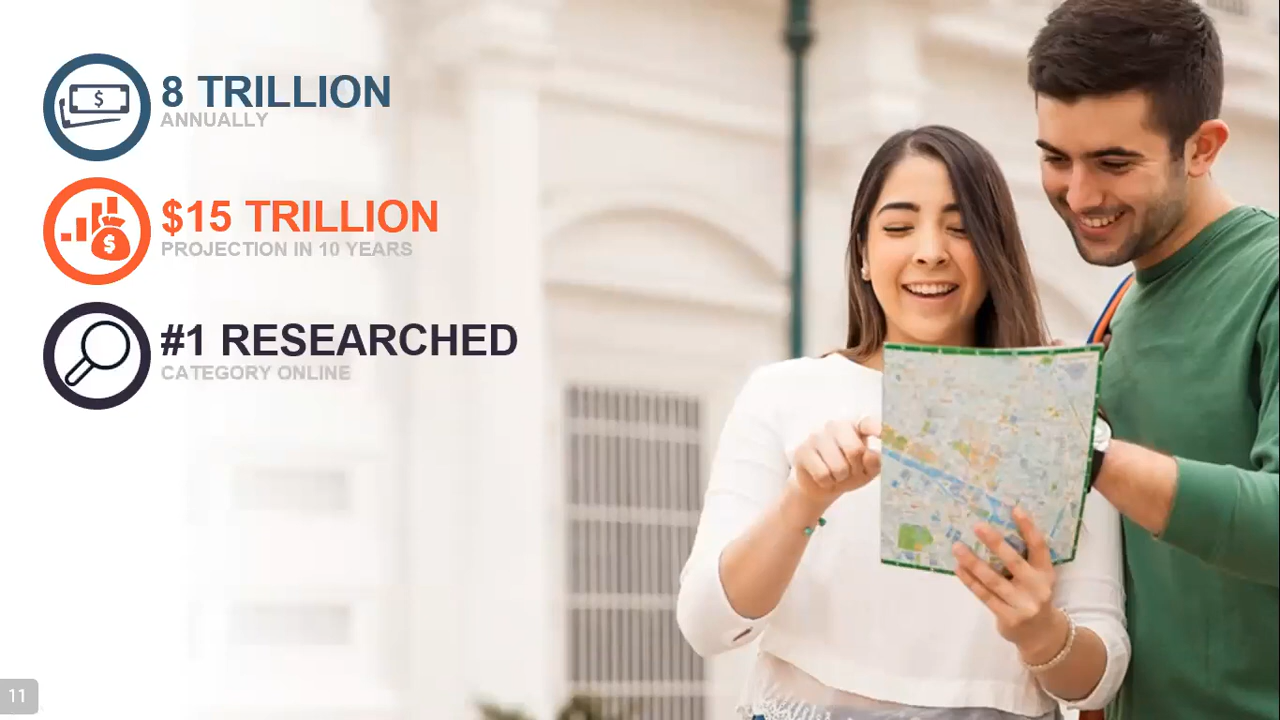 8 TRILLION
ANNUALLY
$15 TRILLION
PROJECTION IN 10 YEARS
#1 RESEARCHED
CATEGORY ONLINE
11